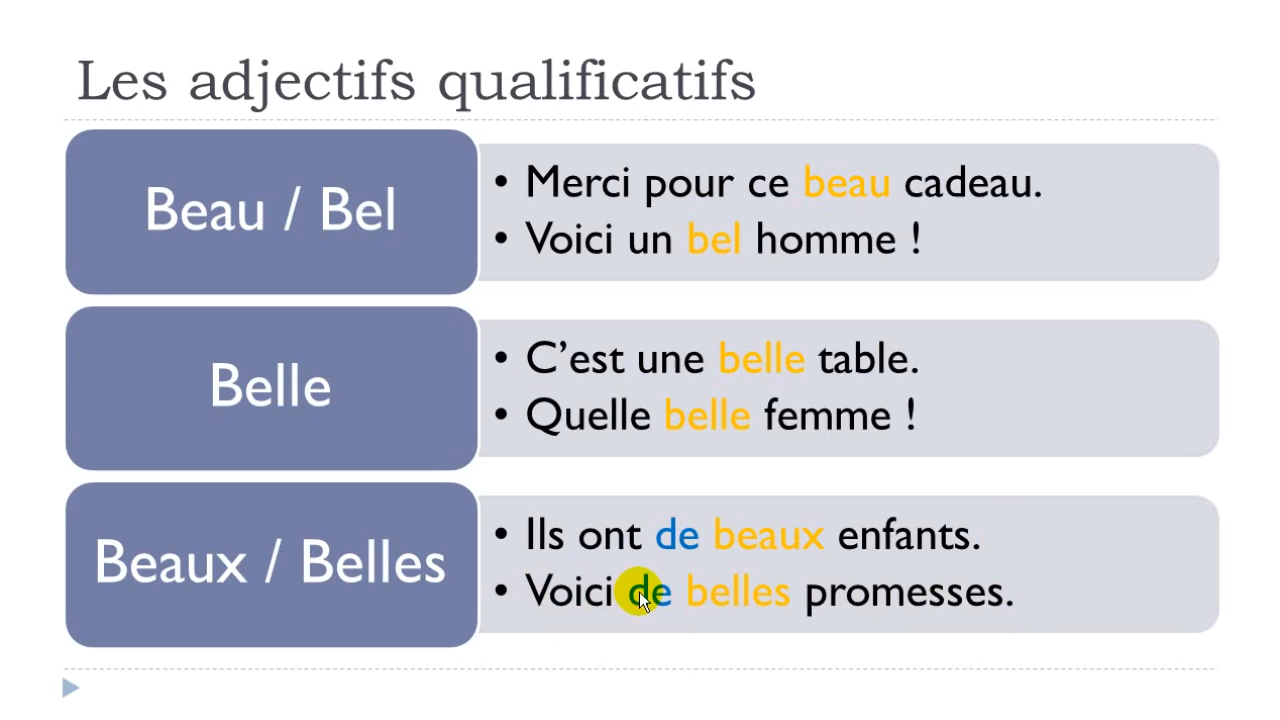 Les adjectifs qualificatifs
Beau / Bel
• Merci pour ce beau cadeau.
• Voici un bel homme !
Belle
• C’est une belle table.
• Quelle belle femme !
Beaux / Belles
• Ils ont de beaux enfants.
• Voici de belles promesses.